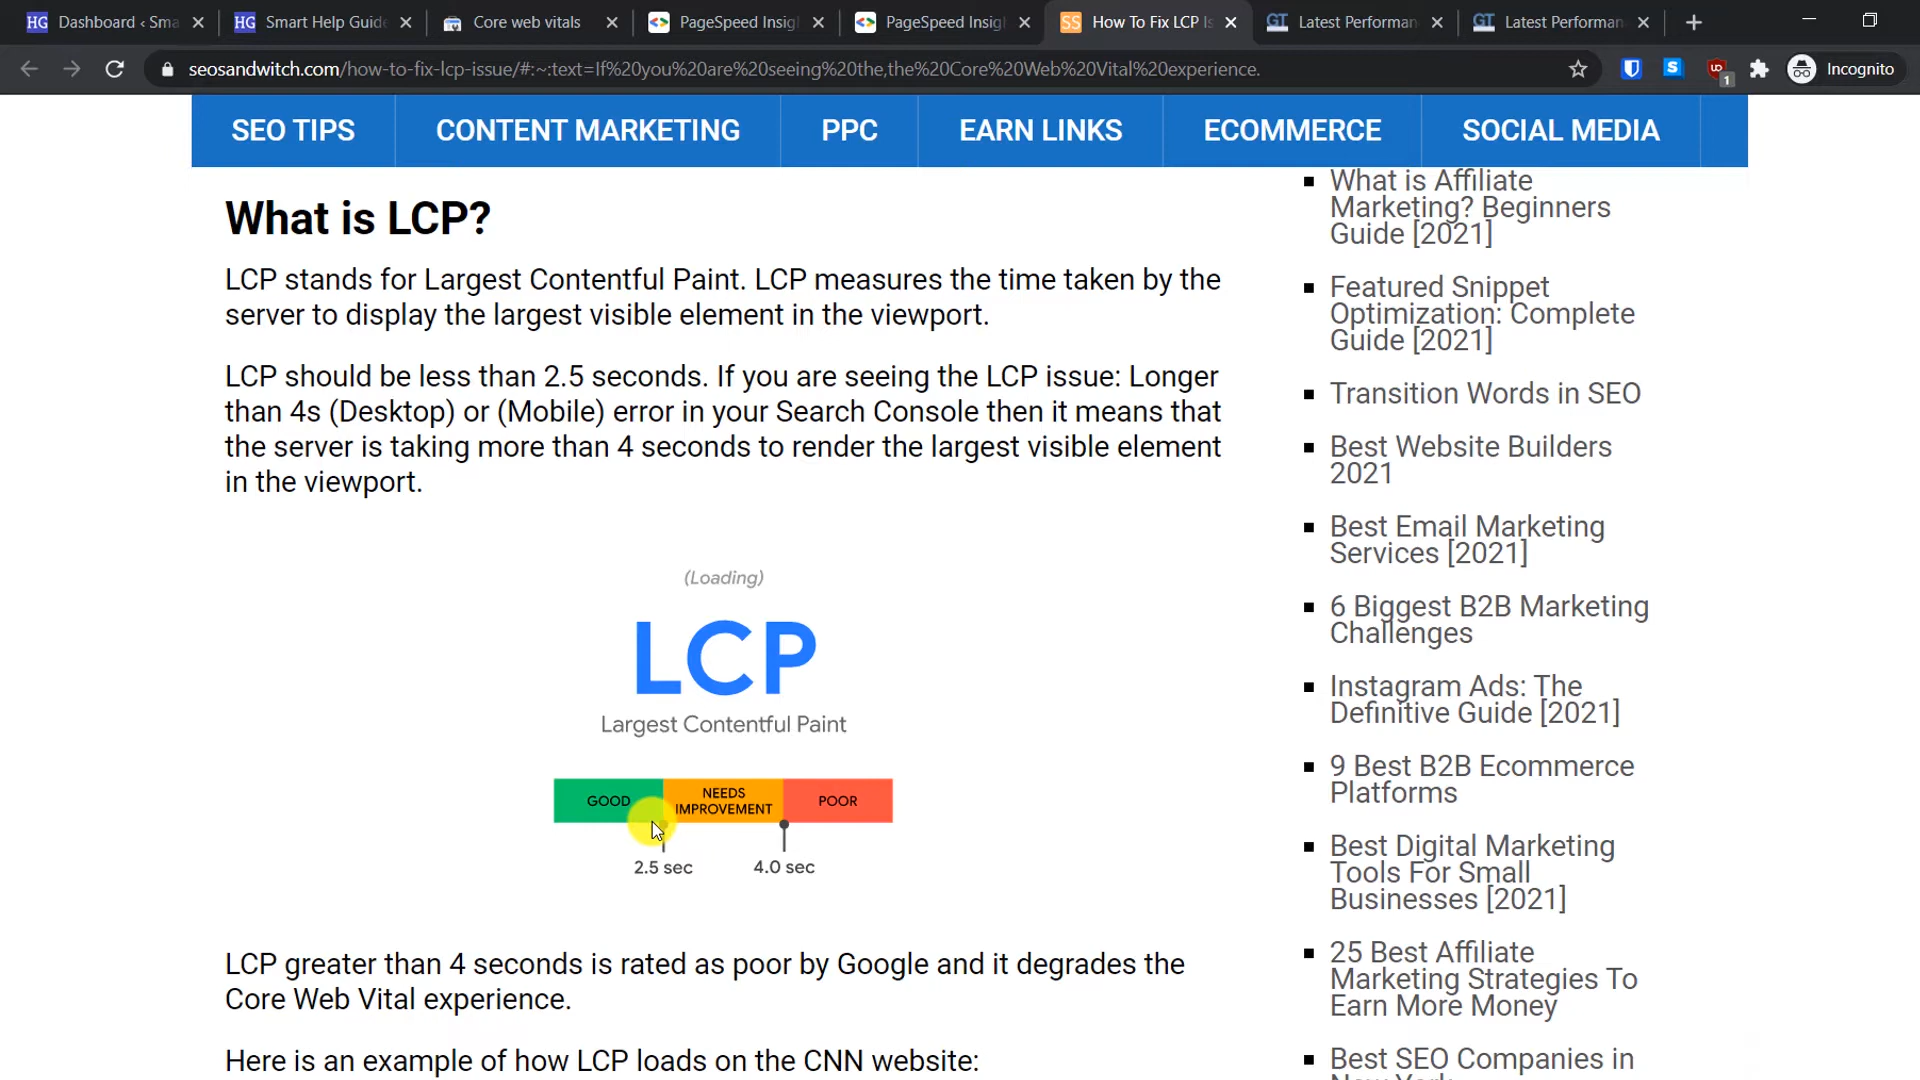 Dashboard ‹ Sma
Smart Help Guide
Core web vitals
PageSpeed Insigh
PageSpeed Insigh
How To Fix LCP Is
Latest Performan
Latest Performan
seosandwitch.com/how-to-fix-lcp-issue/#:~:text=If%20you%20are%20seeing%20the,the%20Core%20Web%20Vital%20experience.
1
Incognito
SEO TIPS
CONTENT MARKETING
PPC
EARN LINKS
ECOMMERCE
SOCIAL MEDIA
What is LCP?
LCP stands for Largest Contentful Paint. LCP measures the time taken by the
server to display the largest visible element in the viewport.
LCP should be less than 2.5 seconds. If you are seeing the LCP issue: Longer
than 4s (Desktop) or (Mobile) error in your Search Console then it means that
the server is taking more than 4 seconds to render the largest visible element
in the viewport.
(Loading)
LCP
Largest Contentful Paint
GOOD
NEEDS
IMPROVEMENT
POOR
2.5 sec
4.0 sec
LCP greater than 4 seconds is rated as poor by Google and it degrades the
Core Web Vital experience.
Here is an example of how LCP loads on the CNN website:
What is Affiliate
Marketing? Beginners
Guide [2021]
Featured Snippet
Optimization: Complete
Guide [2021]
Transition Words in SEO
Best Website Builders
2021
Best Email Marketing
Services [2021]
6 Biggest B2B Marketing
Challenges
Instagram Ads: The
Definitive Guide [2021]
9 Best B2B Ecommerce
Platforms
Best Digital Marketing
Tools For Small
Businesses [2021]
25 Best Affiliate
Marketing Strategies To
Earn More Money
Best SEO Companies in
New York